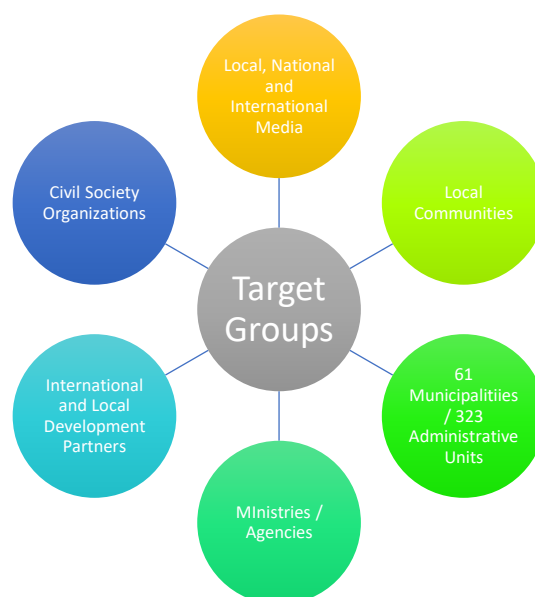 Local, National
and
International
Media
Civil Society
Organizations
Local
Communities
Target
Groups
International
and Local
Development
Partners
61
Municipalitiies
/ 323
Administrative
Units
MInistries /
Agencies